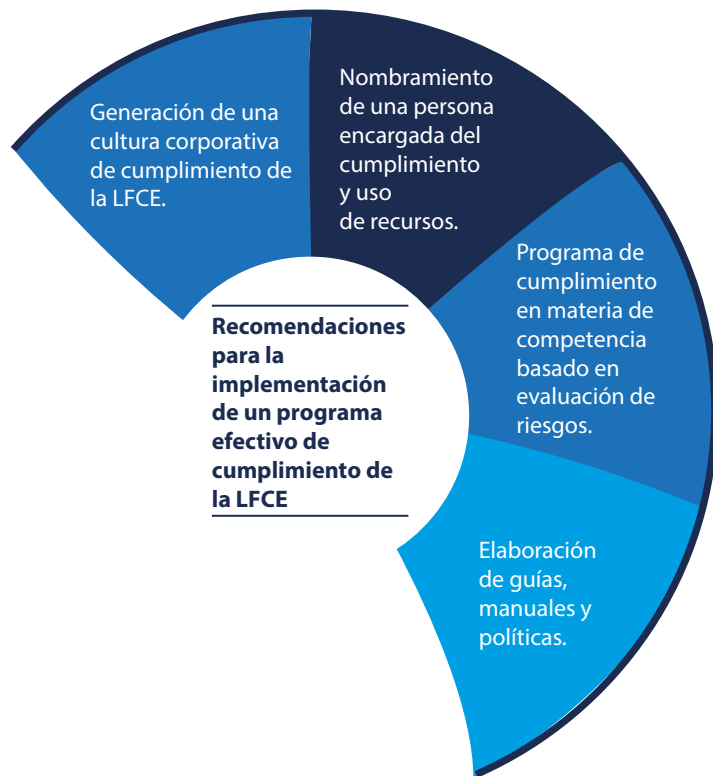 Generación de una
cultura corporativa
de cumplimiento de
la LFCE.
Nombramiento
de una persona
encargada del
cumplimiento
y uso
de recursos.
Programa de
cumplimiento
en materia de
competencia
basado en
evaluación de
riesgos.
Elaboración
de guías,
manuales y
políticas.
Recomendaciones
para la
implementación
de un programa
efectivo de
cumplimiento de
la LFCE